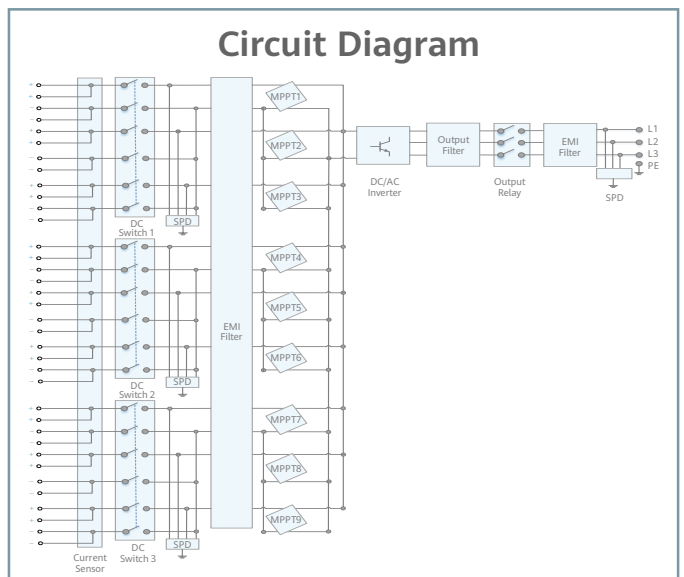 Circuit Diagram
MPPT1
MPPT2
MPPT3
SPD
DC
Switch 1
MPPT4
MPPT5
MPPT6
SPD
DC
Switch 2
EMI
Filter
MPPT7
MPPT8
MPPT9
SPD
DC
Switch 3
Current
Sensor
DC/AC
Inverter
Output
Filter
Output
Relay
EMI
Filter
L1
L2
L3
PE
SPD